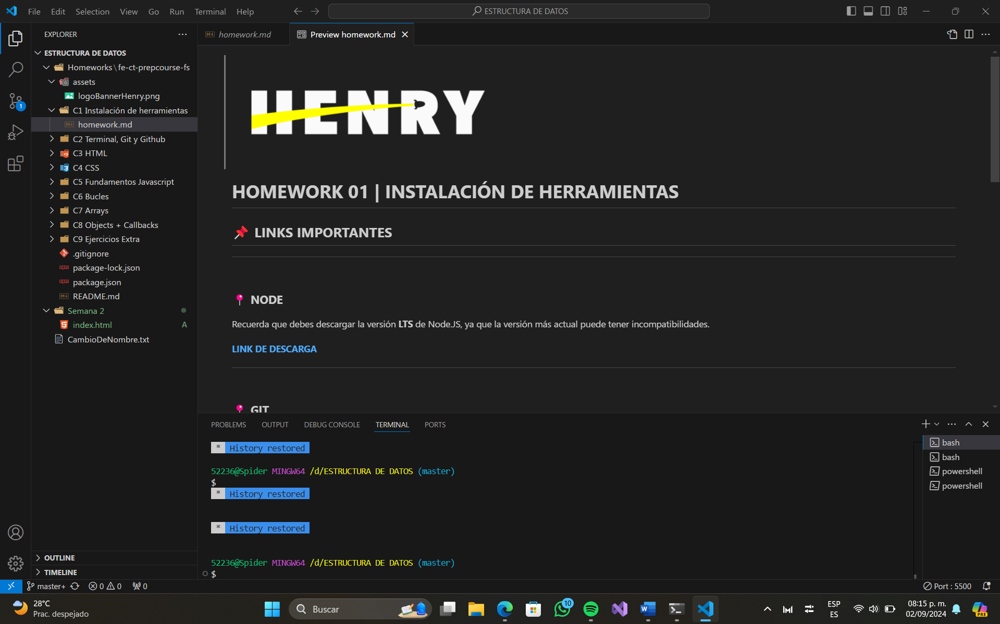 File Edit Selection View Go Run Terminal Help
ESTRUCTURA DE DATOS
EXPLORER
ESTRUCTURA DE DATOS
Homeworks\fe-ct-prepcourse-fs
assets
logoBannerHenry.png
C1 Instalación de herramientas
homework.md
C2 Terminal, Git y Github
C3 HTML
C4 CSS
C5 Fundamentos Javascript
C6 Bucles
C7 Arrays
C8 Objects + Callbacks
C9 Ejercicios Extra
.gitignore
package-lock.json
package.json
README.md
Semana 2
index.html A
CambioDeNombre.txt
OUTLINE
TIMELINE
1
homework.md
Preview homework.md
HENRY
HOMEWORK 01 | INSTALACIÓN DE HERRAMIENTAS
LINKS IMPORTANTES
NODE
Recuerda que debes descargar la versión LTS de Node.JS, ya que la versión más actual puede tener incompatibilidades.
LINK DE DESCARGA
GIT
PROBLEMS OUTPUT DEBUG CONSOLE TERMINAL PORTS
* History restored
52236@Spider MINGW64 /d/ESTRUCTURA DE DATOS (master)
$
* History restored
* History restored
52236@Spider MINGW64 /d/ESTRUCTURA DE DATOS (master)
$
bash
bash
powershell
powershell
master+ 0 0 0
Port : 5500
28°C
Prac. despejado
Buscar
10
ESP
ES
08:15 p. m.
02/09/2024
PRE